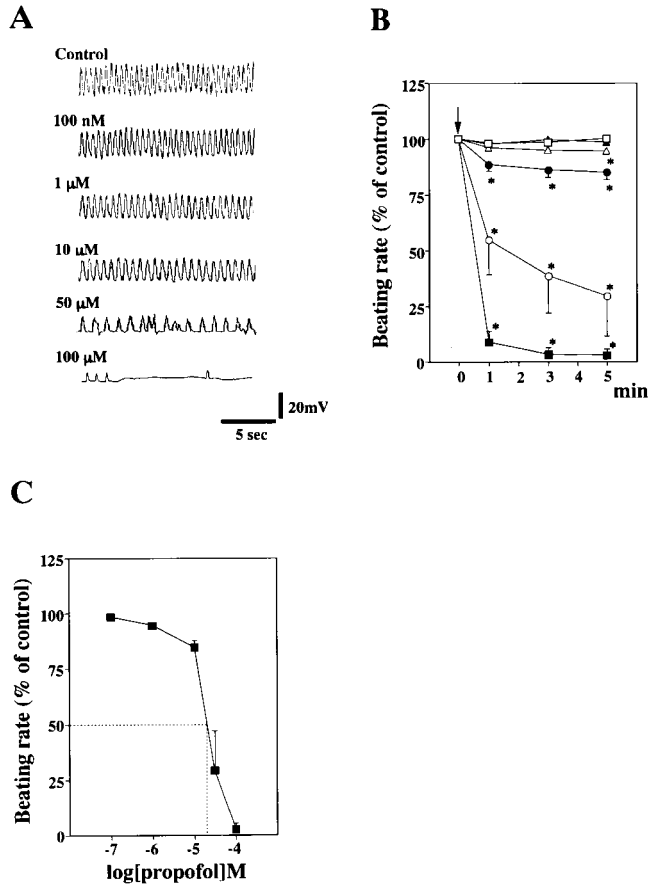 A
Control
100 nM
1 μM
10 μM
50 μM
100 μM
20mV
5 sec
B
Beating rate (% of control)
125
100
75
50
25
0
* * * *
* * *
* * *
0 1 2 3 4 5
min
C
Beating rate (% of control)
125
100
75
50
25
0
-7 -6 -5 -4
log[propofol]M